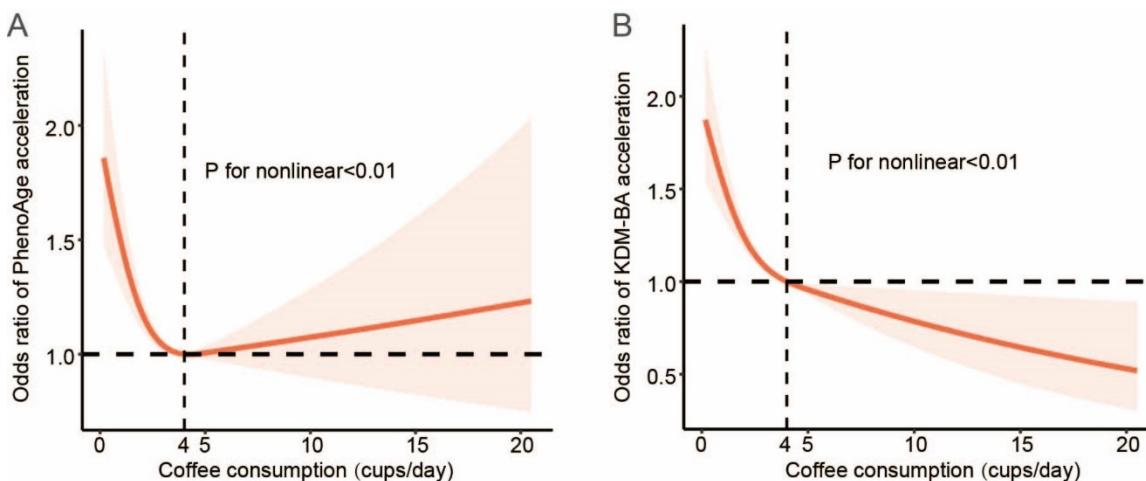 A
Odds ratio of PhenoAge acceleration
2.0
1.5
1.0
P for nonlinear<0.01
0 4 5 10 15 20
Coffee consumption (cups/day)
B
Odds ratio of KDM-BA acceleration
2.0
1.5
1.0
0.5
P for nonlinear<0.01
0 4 5 10 15 20
Coffee consumption (cups/day)